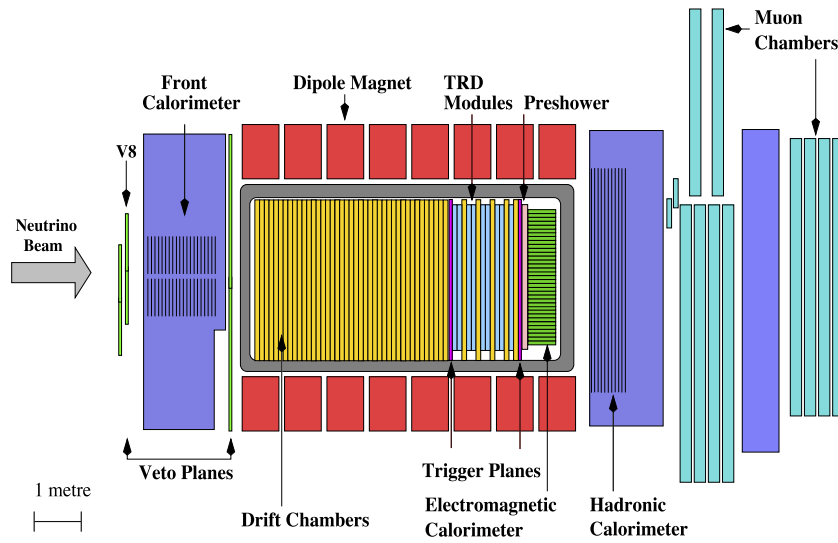 Muon
Chambers
Front
Calorimeter
Dipole Magnet
TRD
Modules
Preshower
V8
Neutrino
Beam
Veto Planes
Trigger Planes
1 metre
Drift Chambers
Electromagnetic
Calorimeter
Hadronic
Calorimeter